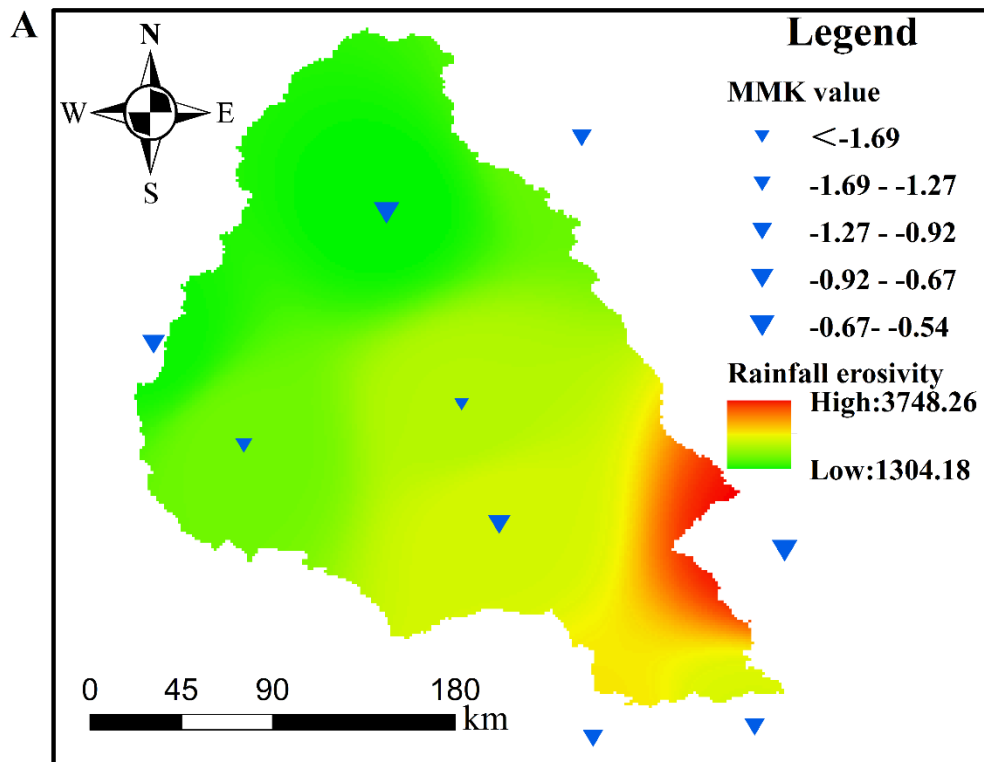 A
N
W E
S
Legend
MMK value
＜-1.69
-1.69 - -1.27
-1.27 - -0.92
-0.92 - -0.67
-0.67- -0.54
Rainfall erosivity
High:3748.26
Low:1304.18
0 45 90 180
km